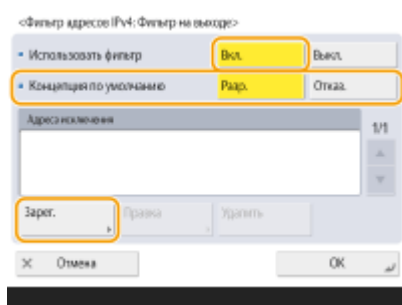 <Фильтр адресов IPv4: Фильтр на выходе>
Использовать фильтр Вкл. Выкл.
Концепция по умолчанию Разр. Отказ.
Адреса исключения
1/1
Зарег. Правка Удалить
× Отмена OK